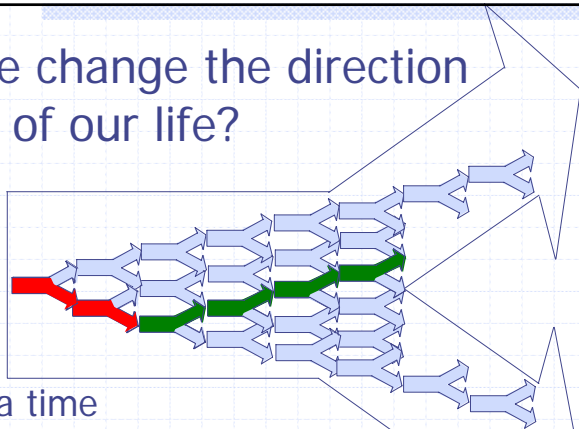 e change the direction
of our life?
a time